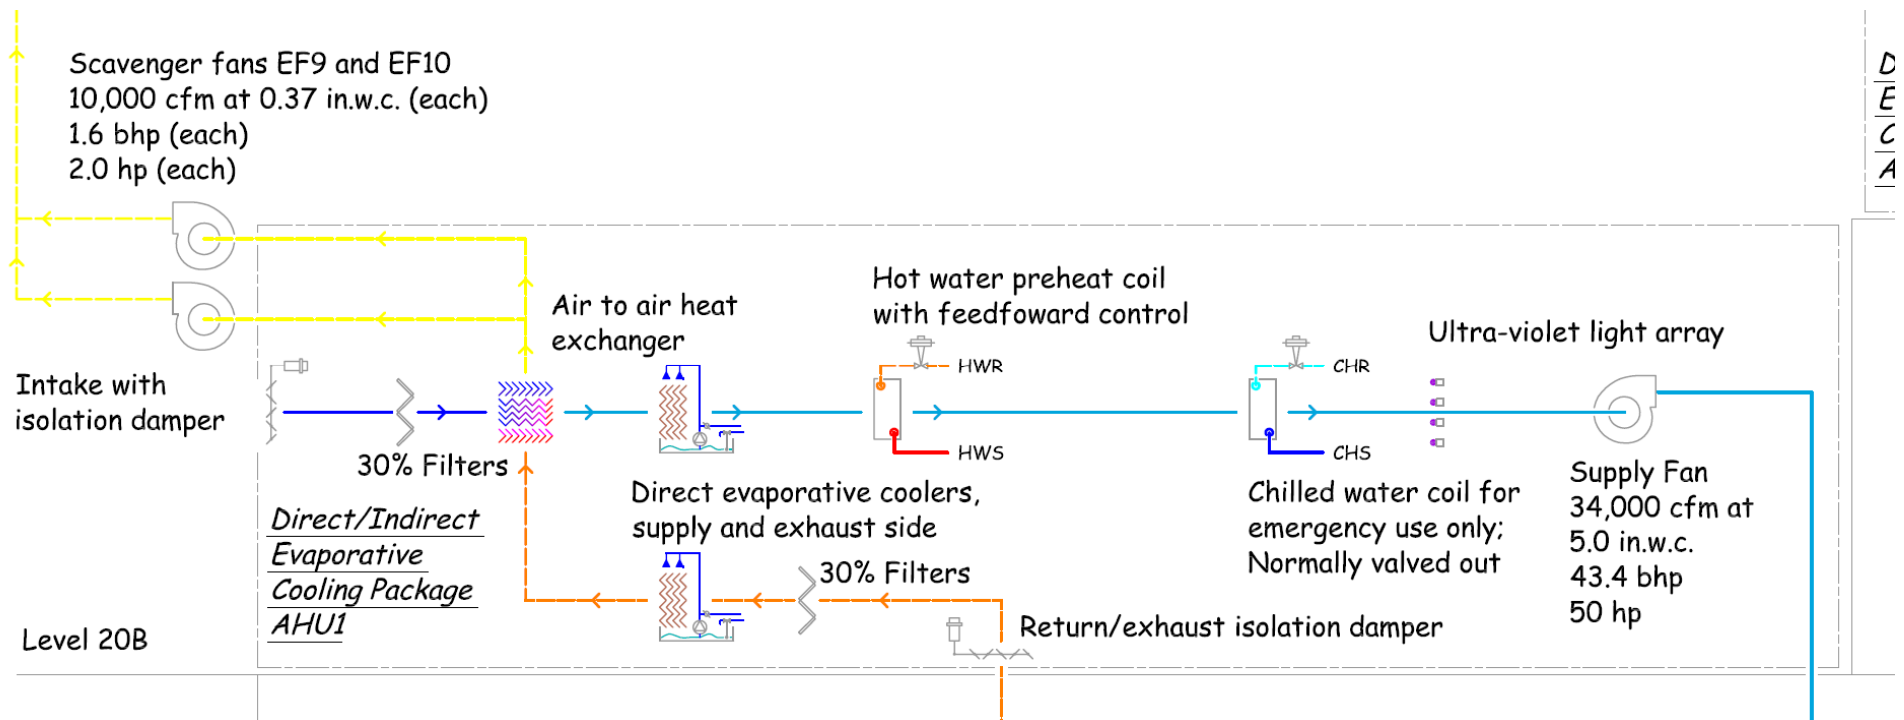 Scavenger fans EF9 and EF10
10,000 cfm at 0.37 in.w.c. (each)
1.6 bhp (each)
2.0 hp (each)
D
E
C
A
Intake with
isolation damper
30% Filters
Air to air heat
exchanger
Hot water preheat coil
with feedfoward control
HWR
HWS
CHR
CHS
Ultra-violet light array
Direct evaporative coolers,
supply and exhaust side
30% Filters
Chilled water coil for
emergency use only;
Normally valved out
Supply Fan
34,000 cfm at
5.0 in.w.c.
43.4 bhp
50 hp
Direct/Indirect
Evaporative
Cooling Package
AHU1
Return/exhaust isolation damper
Level 20B